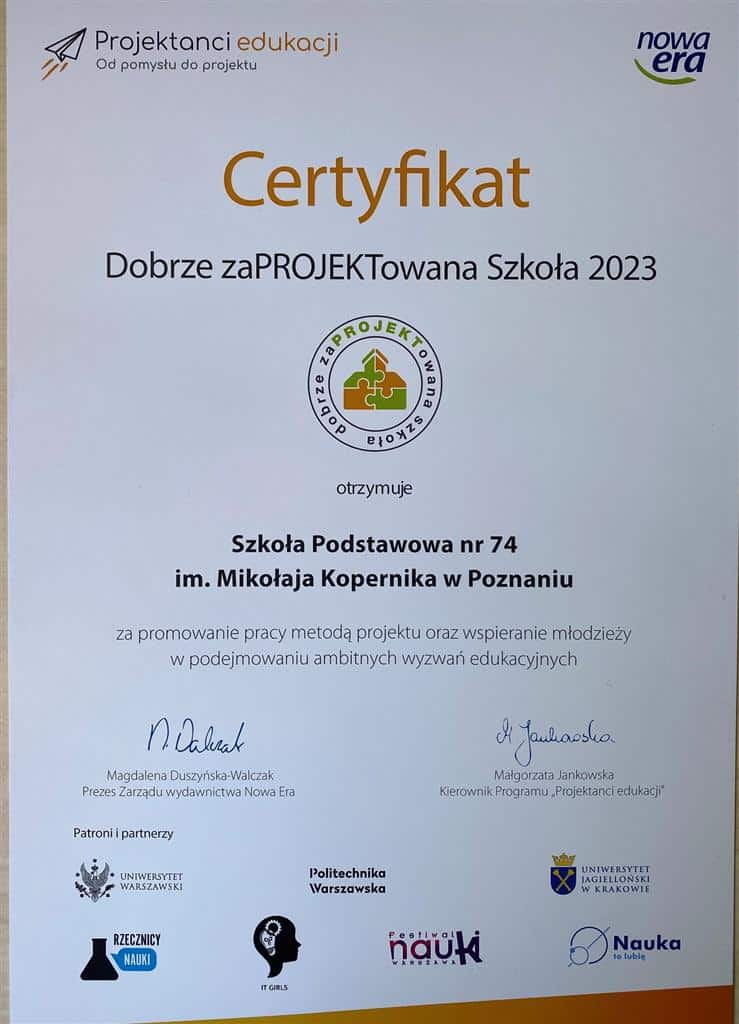 Projektanci edukacji
Od pomysłu do projektu
nowa
era
Certyfikat
Dobrze zaPROJEKTowana Szkoła 2023
dobrze zaPROJEKTowana szkoła
otrzymuje
Szkoła Podstawowa nr 74
im. Mikołaja Kopernika w Poznaniu
za promowanie pracy metodą projektu oraz wspieranie młodzieży
w podejmowaniu ambitnych wyzwań edukacyjnych
M. Jankowska
Magdalena Duszyńska-Walczak
Prezes Zarządu wydawnictwa Nowa Era
Małgorzata Jankowska
Kierownik Programu „Projektanci edukacji”
Patroni i partnerzy
UNIWERSYTET
WARSZAWSKI
Politechnika
Warszawska
UNIWERSYTET
JAGIELLOŃSKI
W KRAKOWIE
RZECZNICY
NAUKI
IT GIRLS
Festiwal
nauki
WARSZAWA
Nauka
to lubię